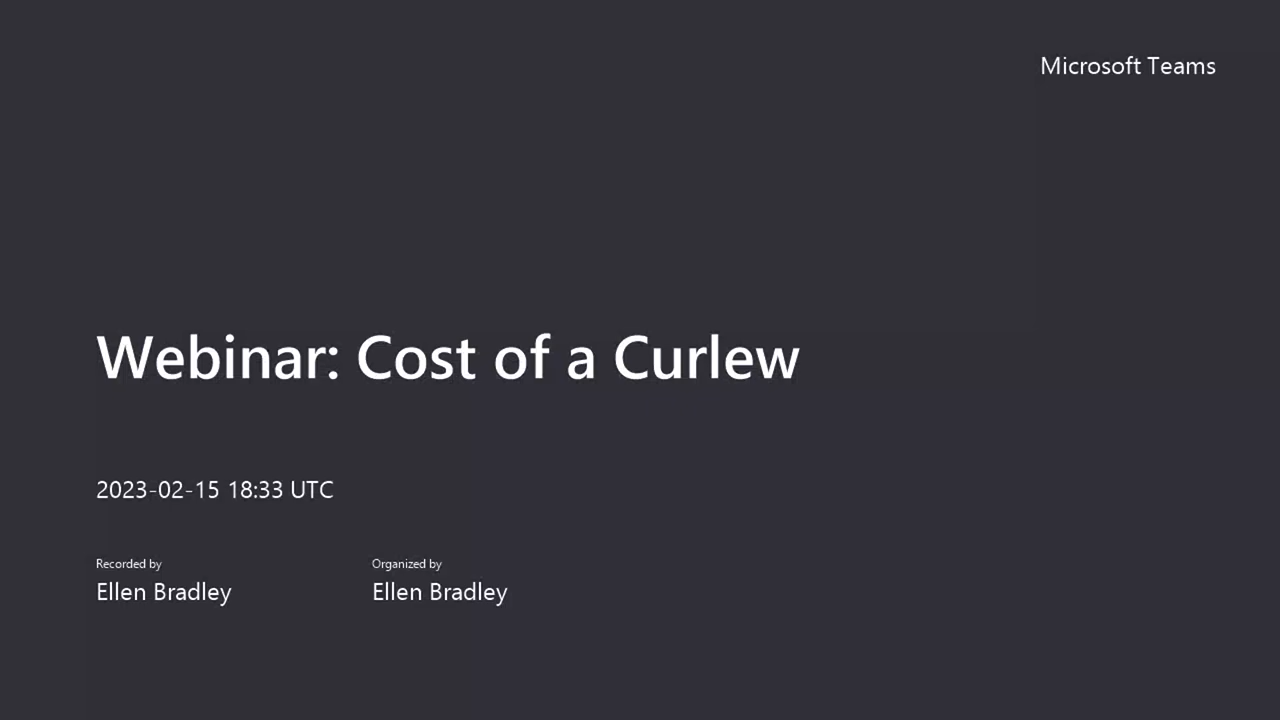 Microsoft Teams
Webinar: Cost of a Curlew
2023-02-15 18:33 UTC
Recorded by
Ellen Bradley
Organized by
Ellen Bradley